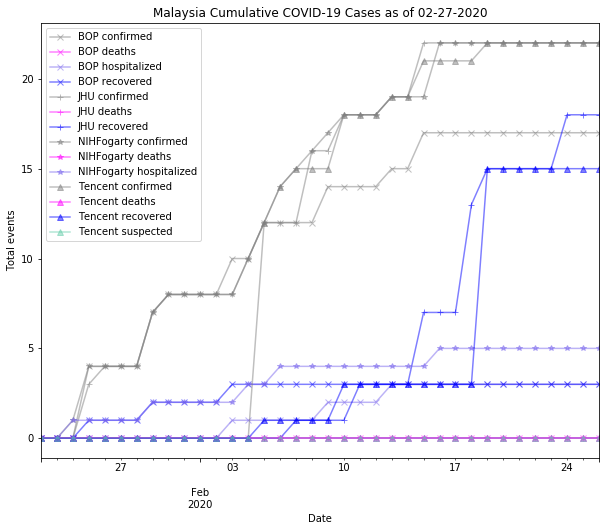 Malaysia Cumulative COVID-19 Cases as of 02-27-2020
BOP confirmed
BOP deaths
BOP hospitalized
BOP recovered
JHU confirmed
JHU deaths
JHU recovered
NIHFogarty confirmed
NIHFogarty deaths
NIHFogarty hospitalized
Tencent confirmed
Tencent deaths
Tencent recovered
Tencent suspected
Total events
20
15
10
5
0
27
03
10
17
24
Feb
2020
Date